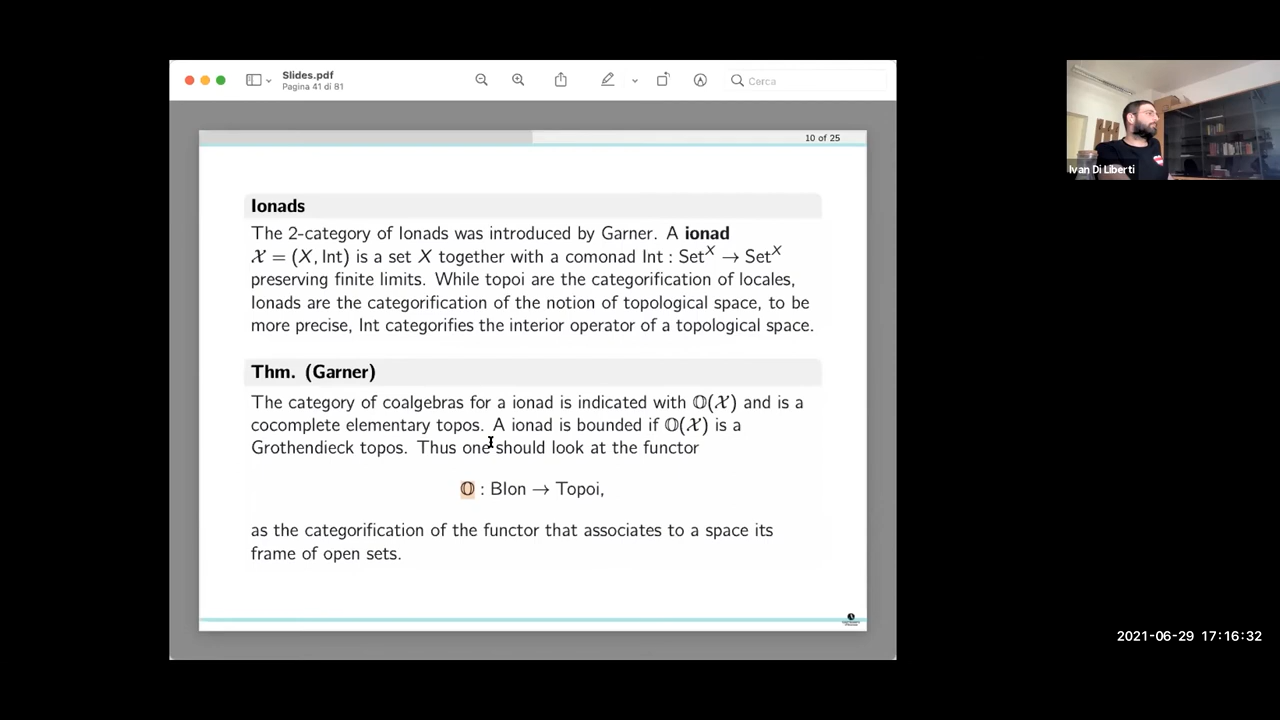 Slides.pdf
Pagina 41 di 81
Cerca
10 of 25
Ionads
The 2-category of Ionads was introduced by Garner. A ionad
𝒳 = (X, Int) is a set X together with a comonad Int : Set^X → Set^X
preserving finite limits. While topoi are the categorification of locales,
Ionads are the categorification of the notion of topological space, to be
more precise, Int categorifies the interior operator of a topological space.
Thm. (Garner)
The category of coalgebras for a ionad is indicated with 𝕆(𝒳) and is a
cocomplete elementary topos. A ionad is bounded if 𝕆(𝒳) is a
Grothendieck topos. Thus one should look at the functor
𝕆 : BIon → Topoi,
as the categorification of the functor that associates to a space its
frame of open sets.
Ivan Di Liberti
2021-06-29 17:16:32